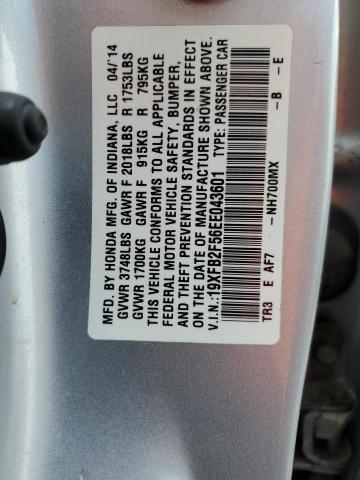 MFD. BY HONDA MFG. OF INDIANA, LLC 04/14
GVWR 3748LBS GAWR F 2018LBS R 1753LBS
GVWR 1700KG GAWR F 915KG R 795KG
THIS VEHICLE CONFORMS TO ALL APPLICABLE
FEDERAL MOTOR VEHICLE SAFETY, BUMPER,
AND THEFT PREVENTION STANDARDS IN EFFECT
ON THE DATE OF MANUFACTURE SHOWN ABOVE.
V.I.N.:19XFB2F56EE043601 TYPE: PASSENGER CAR
TR3 E AF7 -NH700MX -B -E